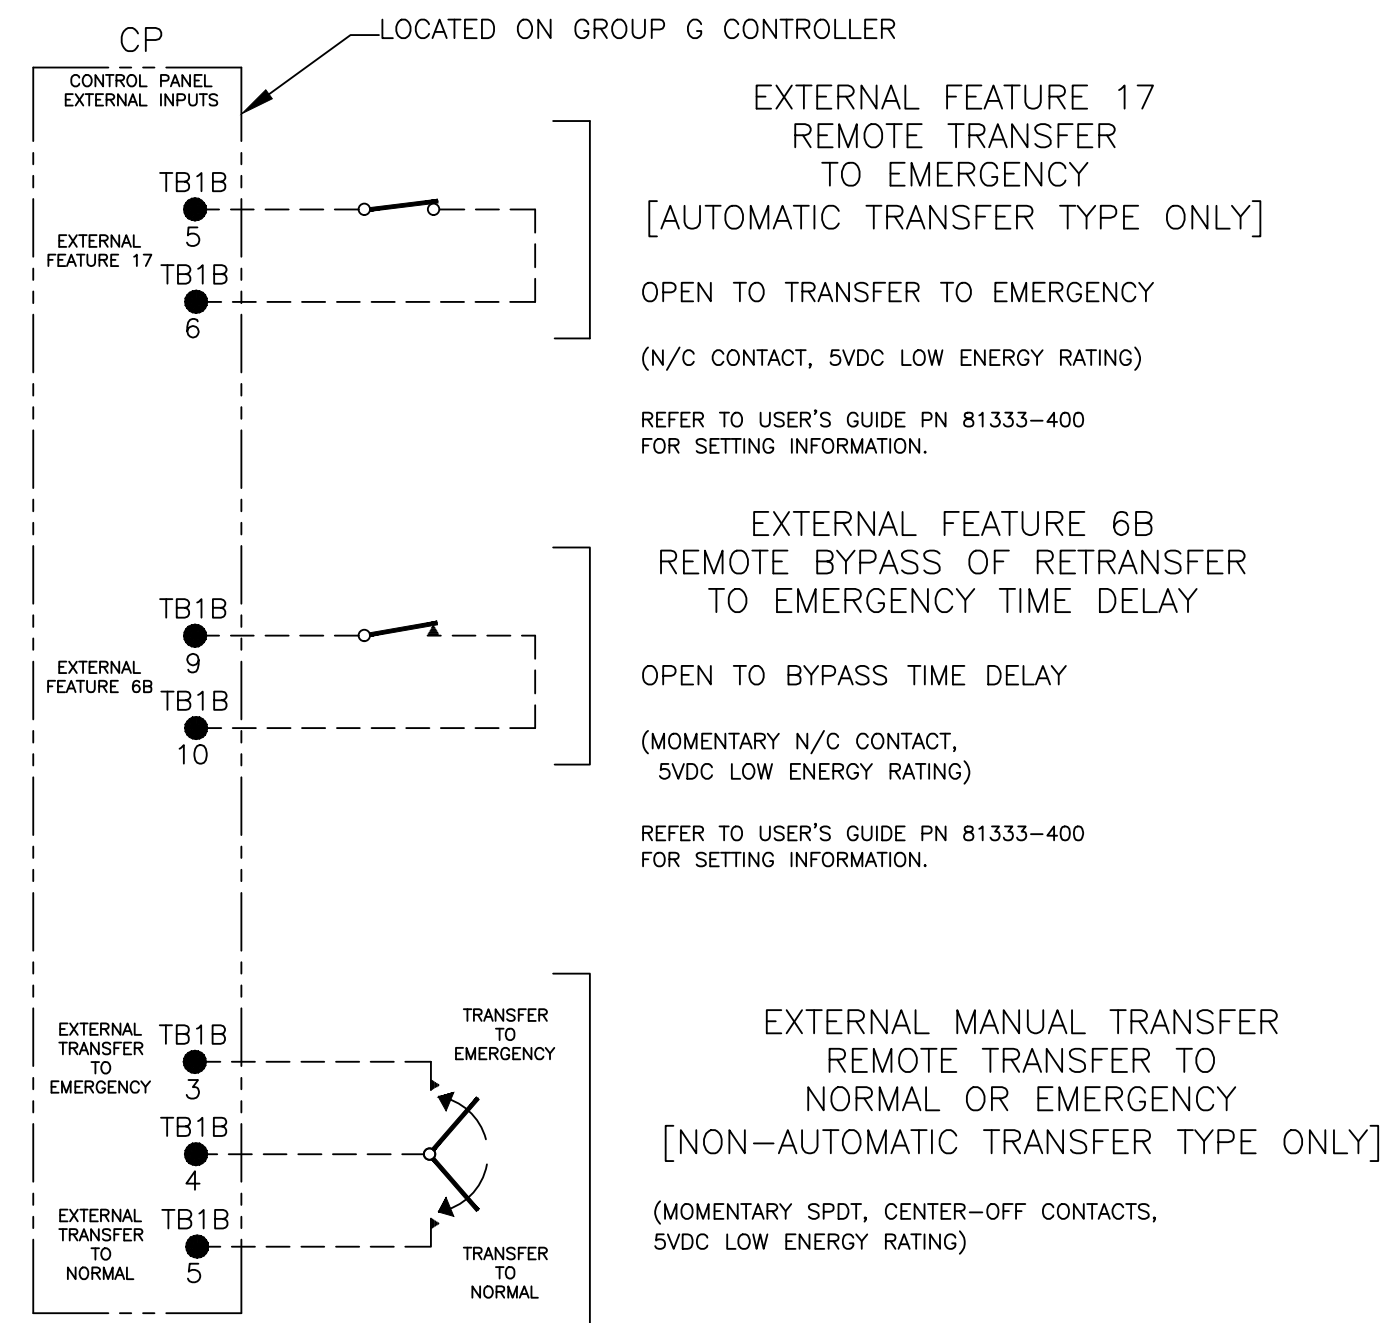 CP
LOCATED ON GROUP G CONTROLLER
CONTROL PANEL
EXTERNAL INPUTS
TB1B
5
EXTERNAL
FEATURE 17
TB1B
6
EXTERNAL FEATURE 17
REMOTE TRANSFER
TO EMERGENCY
[AUTOMATIC TRANSFER TYPE ONLY]
OPEN TO TRANSFER TO EMERGENCY
(N/C CONTACT, 5VDC LOW ENERGY RATING)
REFER TO USER'S GUIDE PN 81333-400
FOR SETTING INFORMATION.
TB1B
9
EXTERNAL
FEATURE 6B
TB1B
10
EXTERNAL FEATURE 6B
REMOTE BYPASS OF RETRANSFER
TO EMERGENCY TIME DELAY
OPEN TO BYPASS TIME DELAY
(MOMENTARY N/C CONTACT,
5VDC LOW ENERGY RATING)
REFER TO USER'S GUIDE PN 81333-400
FOR SETTING INFORMATION.
EXTERNAL
TRANSFER
TO
EMERGENCY
TB1B
3
TB1B
4
EXTERNAL
TRANSFER
TO
NORMAL
TB1B
5
TRANSFER
TO
EMERGENCY
TRANSFER
TO
NORMAL
EXTERNAL MANUAL TRANSFER
REMOTE TRANSFER TO
NORMAL OR EMERGENCY
[NON-AUTOMATIC TRANSFER TYPE ONLY]
(MOMENTARY SPDT, CENTER-OFF CONTACTS,
5VDC LOW ENERGY RATING)